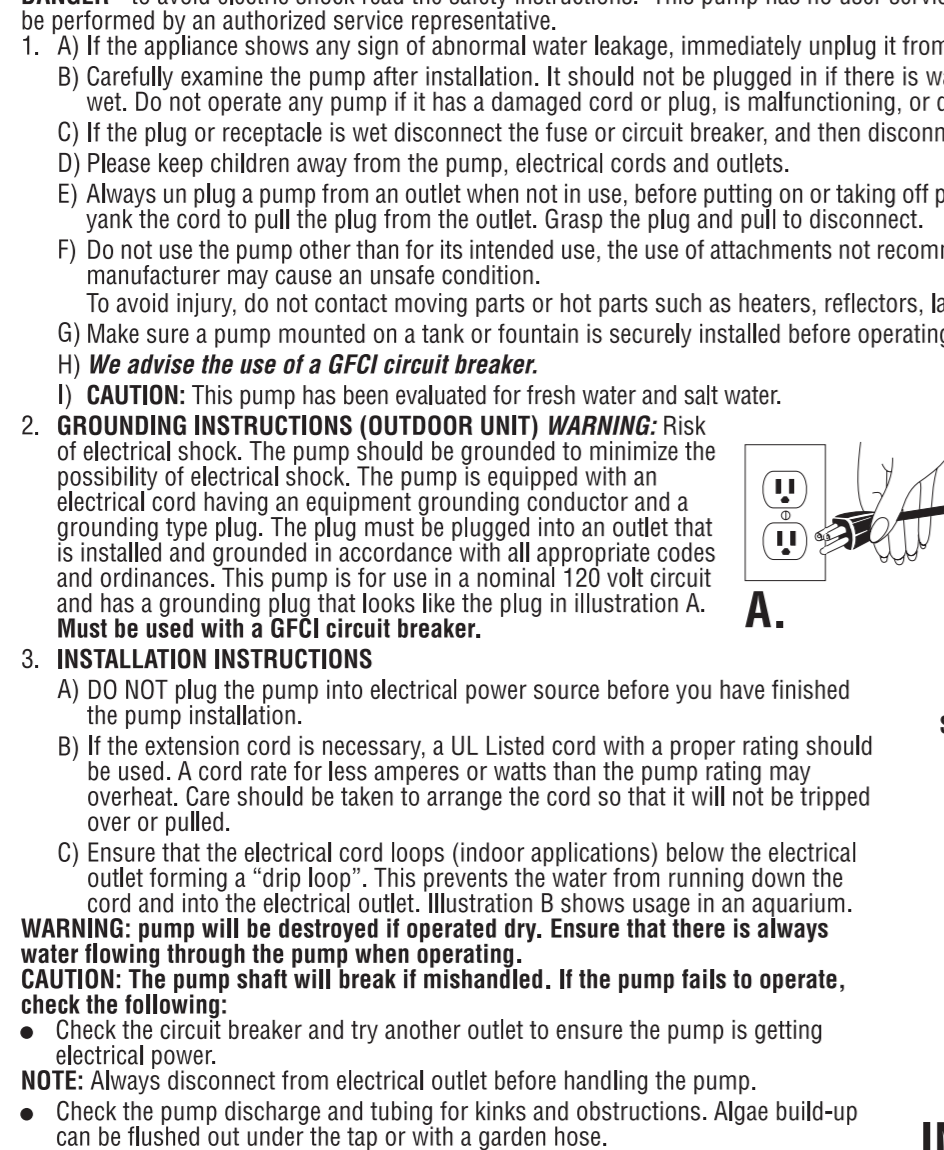 DANGER - to avoid electric shock read the safety instructions. This pump has no user
be performed by an authorized service representative.
1. A) If the appliance shows any sign of abnormal water leakage, immediately unplug it from
B) Carefully examine the pump after installation. It should not be plugged in if there is
wet. Do not operate any pump if it has a damaged cord or plug, is malfunctioning, or
C) If the plug or receptacle is wet disconnect the fuse or circuit breaker, and then
D) Please keep children away from the pump, electrical cords and outlets.
E) Always un plug a pump from an outlet when not in use, before putting on or taking off
yank the cord to pull the plug from the outlet. Grasp the plug and pull to disconnect.
F) Do not use the pump other than for its intended use, the use of attachments not
manufacturer may cause an unsafe condition.
To avoid injury, do not contact moving parts or hot parts such as heaters, reflectors,
G) Make sure a pump mounted on a tank or fountain is securely installed before operating
H) We advise the use of a GFCI circuit breaker.
I) CAUTION: This pump has been evaluated for fresh water and salt water.
2. GROUNDING INSTRUCTIONS (OUTDOOR UNIT) WARNING: Risk
of electrical shock. The pump should be grounded to minimize the
possibility of electrical shock. The pump is equipped with an
electrical cord having an equipment grounding conductor and a
grounding type plug. The plug must be plugged into an outlet that
is installed and grounded in accordance with all appropriate codes
and ordinances. This pump is for use in a nominal 120 volt circuit
and has a grounding plug that looks like the plug in illustration A.
Must be used with a GFCI circuit breaker.
A.
3. INSTALLATION INSTRUCTIONS
A) DO NOT plug the pump into electrical power source before you have finished
the pump installation.
B) If the extension cord is necessary, a UL Listed cord with a proper rating should
be used. A cord rate for less amperes or watts than the pump rating may
overheat. Care should be taken to arrange the cord so that it will not be tripped
over or pulled.
C) Ensure that the electrical cord loops (indoor applications) below the electrical
outlet forming a “drip loop”. This prevents the water from running down the
cord and into the electrical outlet. Illustration B shows usage in an aquarium.
WARNING: pump will be destroyed if operated dry. Ensure that there is always
water flowing through the pump when operating.
CAUTION: The pump shaft will break if mishandled. If the pump fails to operate,
check the following:
● Check the circuit breaker and try another outlet to ensure the pump is getting
electrical power.
NOTE: Always disconnect from electrical outlet before handling the pump.
● Check the pump discharge and tubing for kinks and obstructions. Algae build-up
can be flushed out under the tap or with a garden hose.